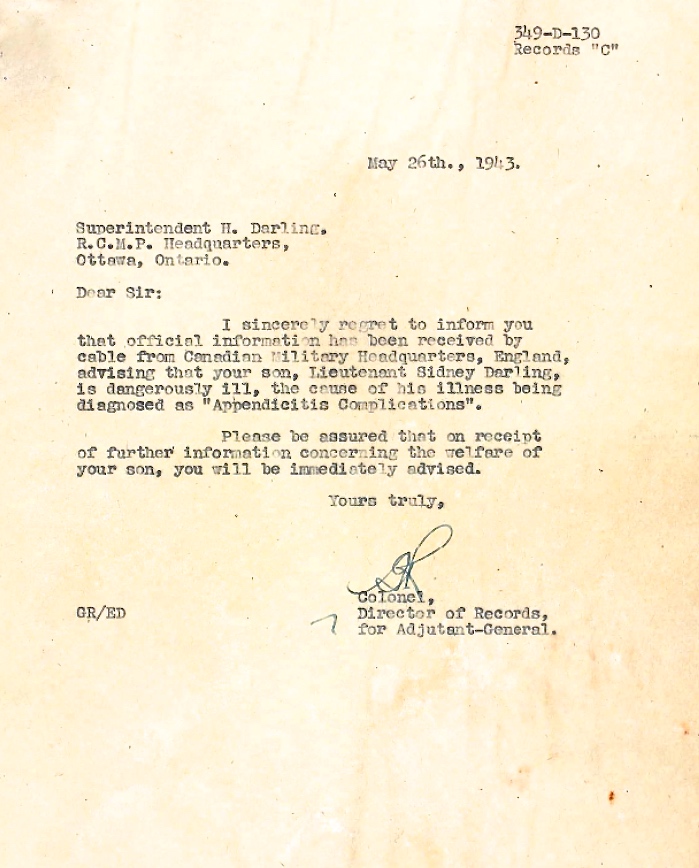 349-D-130
Records "C"
May 26th., 1943.
Superintendent H. Darling.
R.C.M.P. Headquarters,
Ottawa, Ontario.
Dear Sir:
I sincerely regret to inform you
that official information has been received by
cable from Canadian Military Headquarters, England,
advising that your son, Lieutenant Sidney Darling,
is dangerously ill, the cause of his illness being
diagnosed as "Appendicitis Complications".
Please be assured that on receipt
of further information concerning the welfare of
your son, you will be immediately advised.
Yours truly,
Colonel,
GR/ED
Director of Records,
for Adjutant-General.